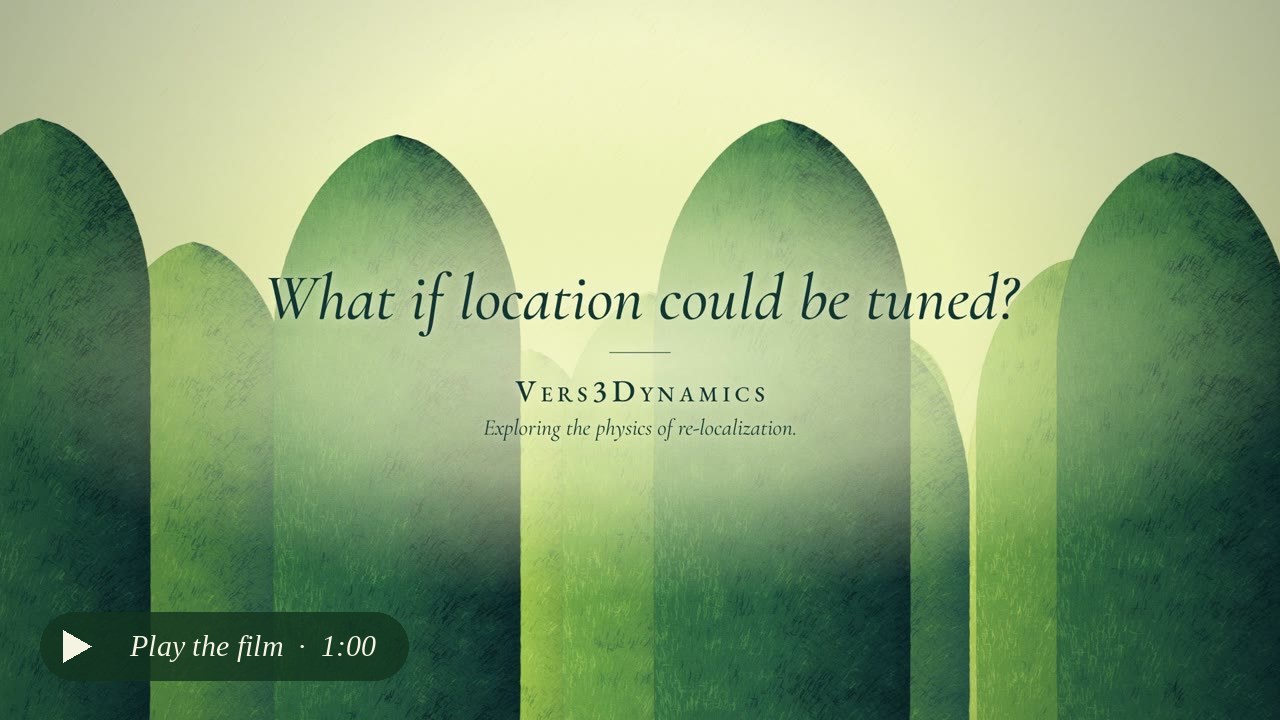 What if location could be tuned?
Vers3Dynamics
Exploring the physics of re-localization.
Play the film · 1:00